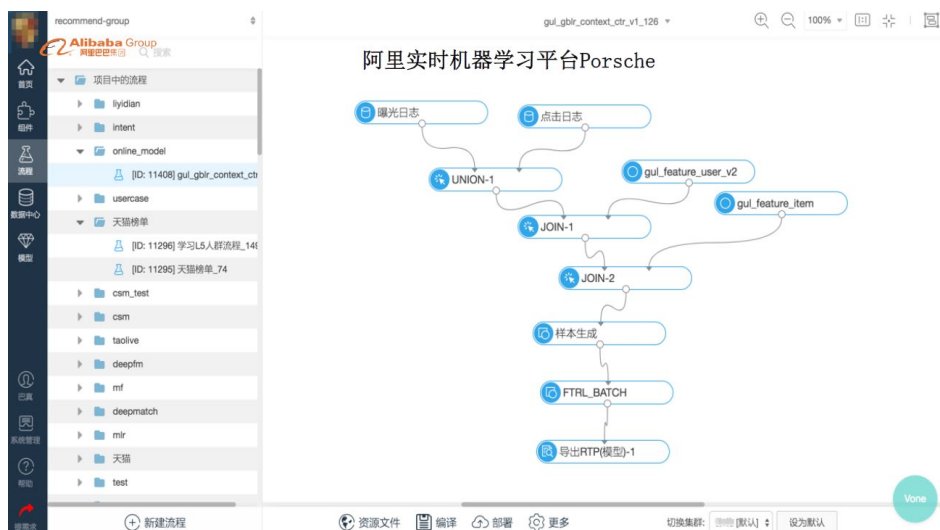 recommend-group
gul_gblr_context_ctr_v1_126
100%
Alibaba Group
阿里巴巴集团
搜索
阿里实时机器学习平台Porsche
首页
组件
流程
数据中心
模型
巴真
系统管理
帮助
提需求
项目中的流程
liyidian
intent
online_model
[ID: 11408] gul_gblr_context_ctr
usercase
天猫榜单
[ID: 11296] 学习L5人群流程_149
[ID: 11295] 天猫榜单_74
csm_test
csm
taolive
deepfm
mf
deepmatch
mlr
天猫
test
新建流程
曝光日志
点击日志
UNION-1
gul_feature_user_v2
gul_feature_item
JOIN-1
JOIN-2
样本生成
FTRL_BATCH
导出RTP(模型)-1
Vone
资源文件
编译
部署
更多
切换集群:
[默认]
设为默认